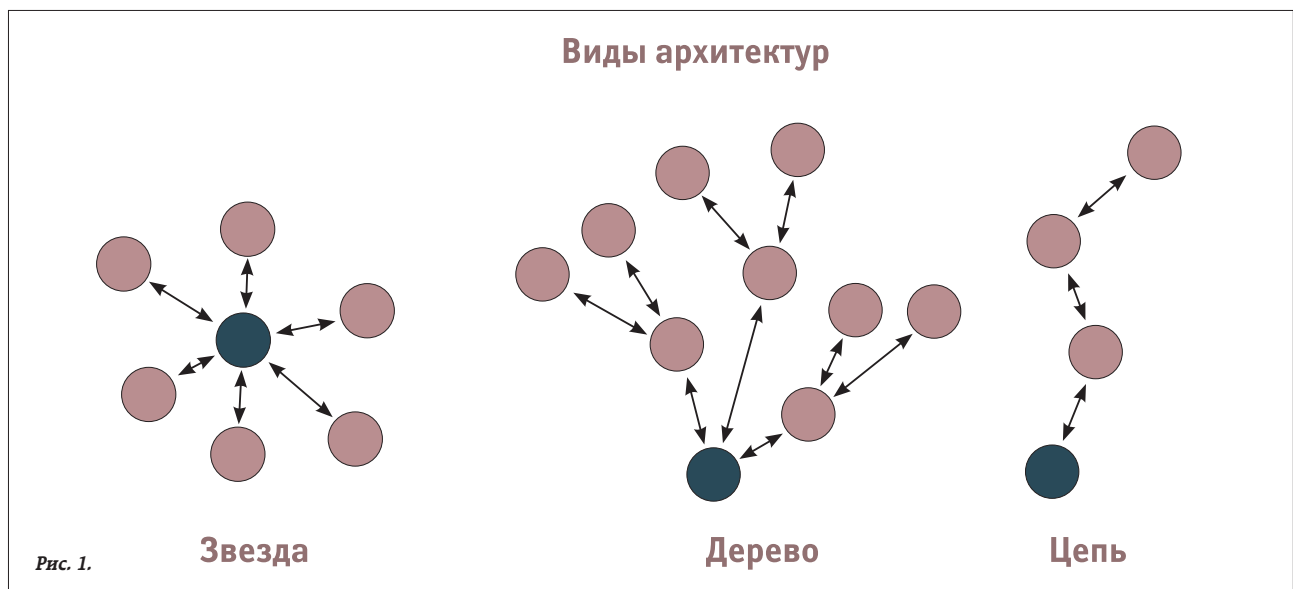 Виды архитектур
Звезда
Дерево
Цепь
Рис. 1.